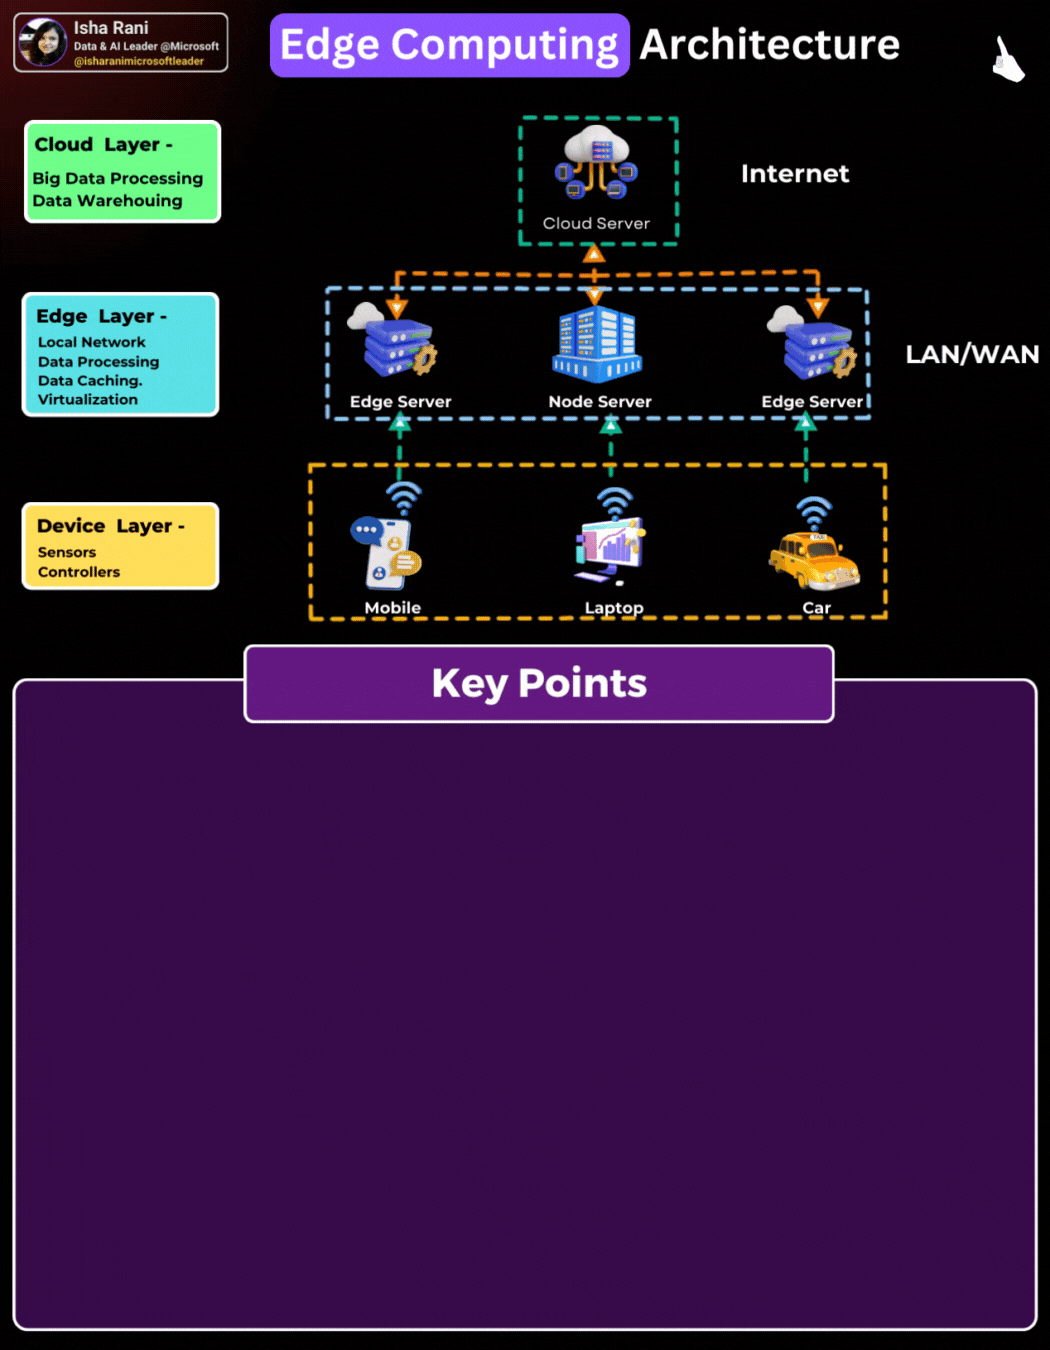 Isha Rani
Data & AI Leader @Microsoft
@isharanimicrosoftleader
Edge Computing Architecture
Cloud Layer -
Big Data Processing
Data Warehouing
Cloud Server
Internet
Edge Layer -
Local Network
Data Processing
Data Caching.
Virtualization
Edge Server
Node Server
Edge Server
LAN/WAN
Device Layer -
Sensors
Controllers
TAXI
Mobile
Laptop
Car
Key Points